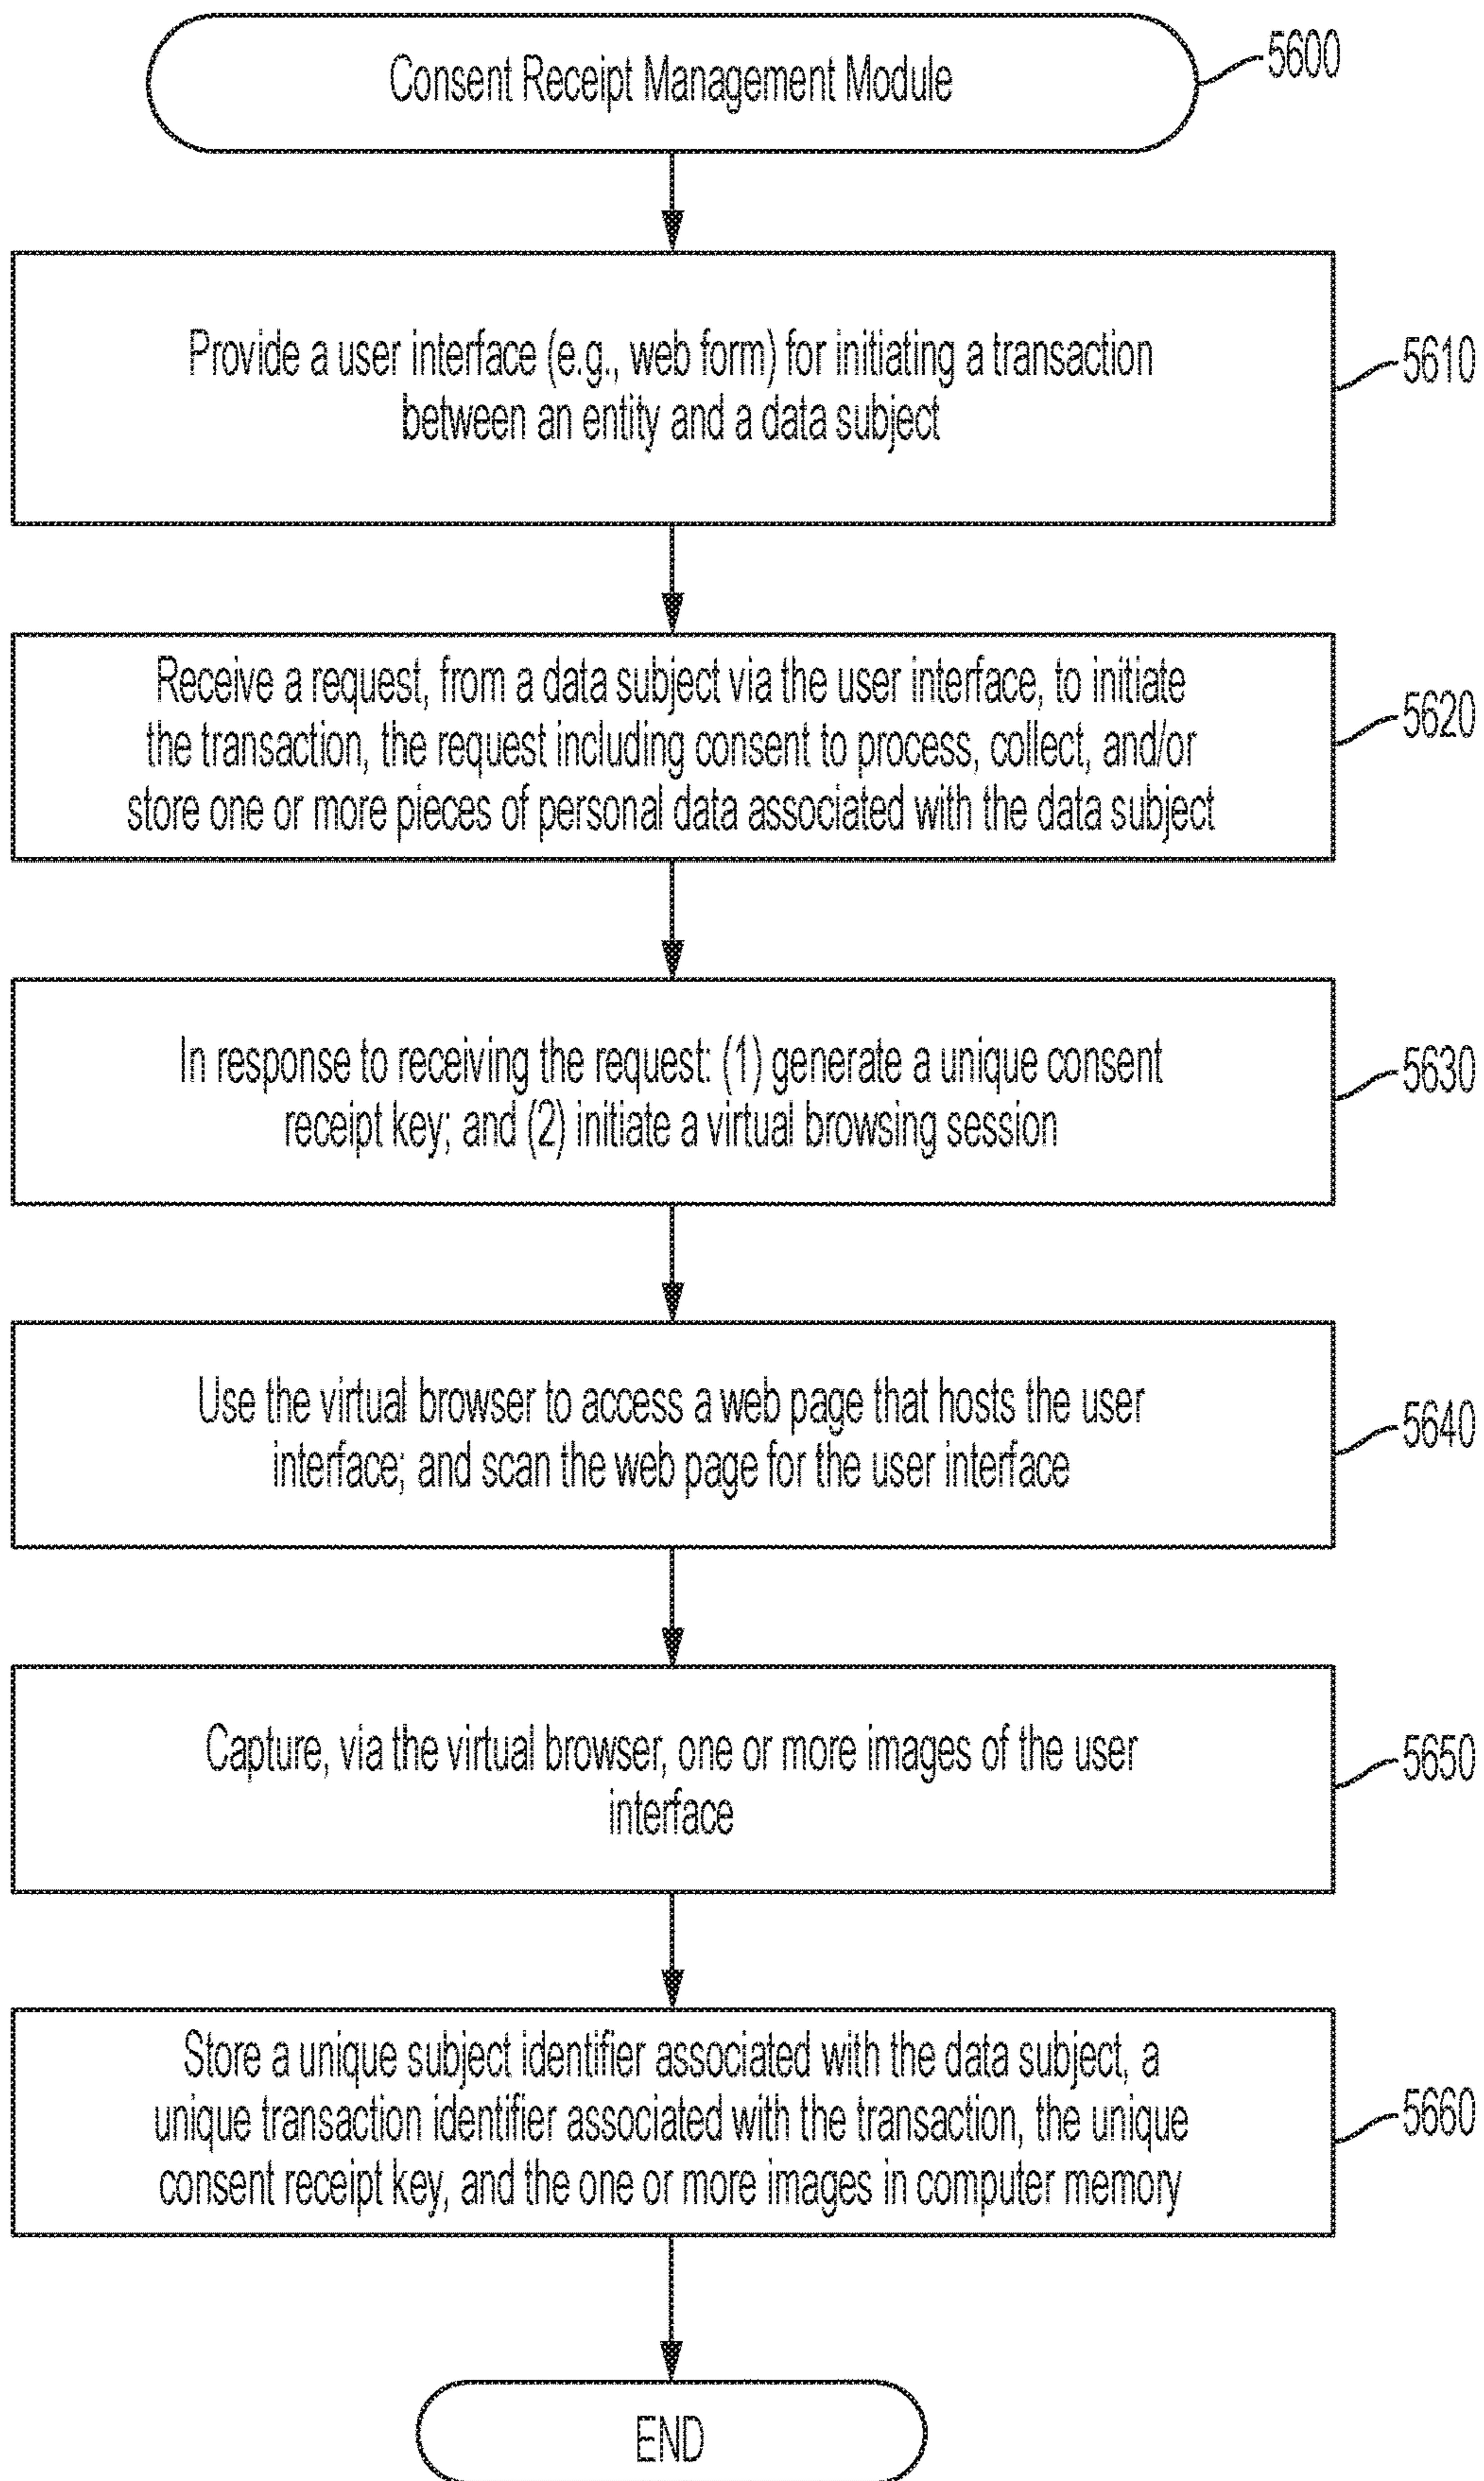 Consent Receipt Management Module
5600
Provide a user interface (e.g., web form) for initiating a transaction
between an entity and a data subject
5610
Receive a request, from a data subject via the user interface, to initiate
the transaction, the request including consent to process, collect, and/or
store one or more pieces of personal data associated with the data subject
5620
In response to receiving the request: (1) generate a unique consent
receipt key; and (2) initiate a virtual browsing session
5630
Use the virtual browser to access a web page that hosts the user
interface; and scan the web page for the user interface
5640
Capture, via the virtual browser, one or more images of the user
interface
5650
Store a unique subject identifier associated with the data subject, a
unique transaction identifier associated with the transaction, the unique
consent receipt key, and the one or more images in computer memory
5660
END